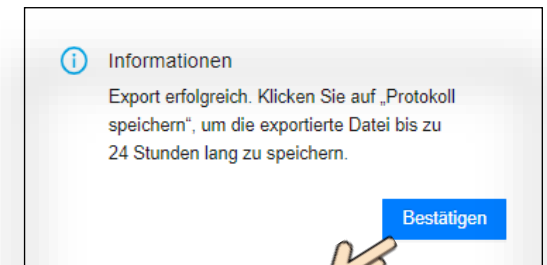 Informationen
Export erfolgreich. Klicken Sie auf „Protokoll
speichern“, um die exportierte Datei bis zu
24 Stunden lang zu speichern.
Bestätigen